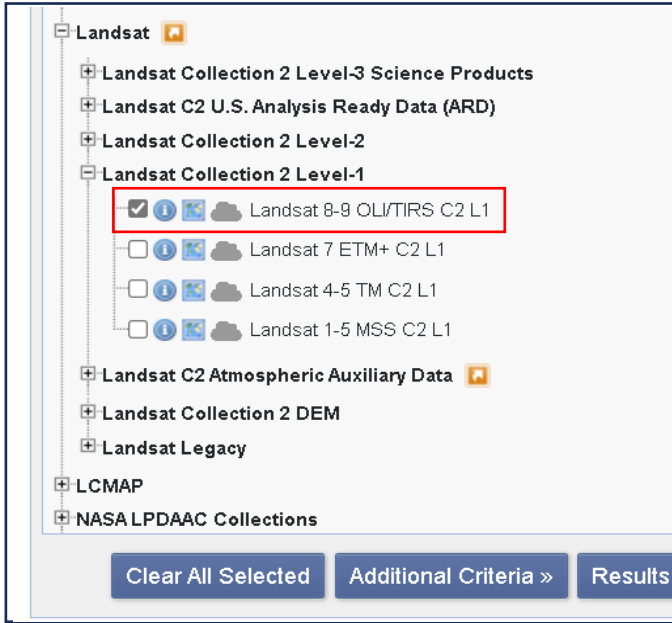 Landsat
Landsat Collection 2 Level-3 Science Products
Landsat C2 U.S. Analysis Ready Data (ARD)
Landsat Collection 2 Level-2
Landsat Collection 2 Level-1
Landsat 8-9 OLI/TIRS C2 L1
Landsat 7 ETM+ C2 L1
Landsat 4-5 TM C2 L1
Landsat 1-5 MSS C2 L1
Landsat C2 Atmospheric Auxiliary Data
Landsat Collection 2 DEM
Landsat Legacy
LCMAP
NASA LPDAAC Collections
Clear All Selected Additional Criteria » Results